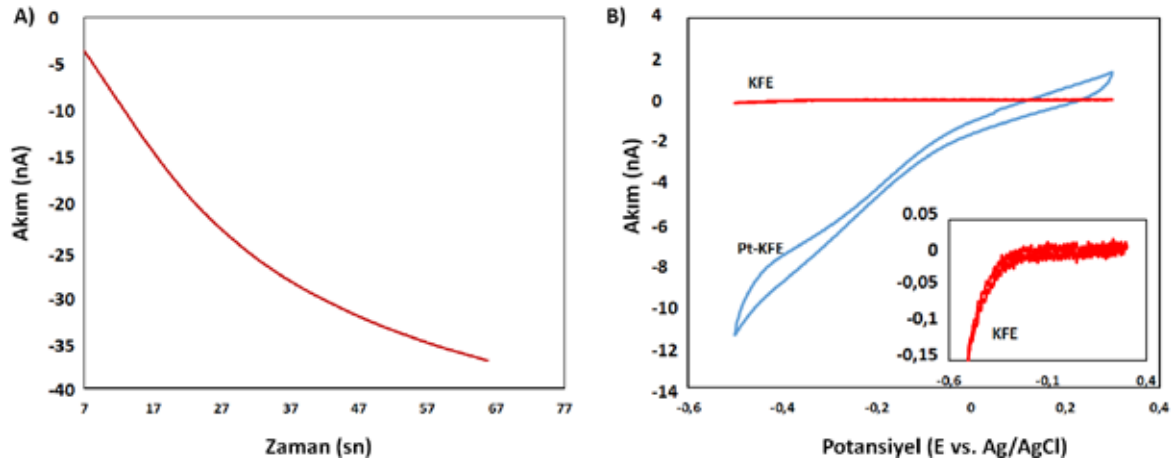 A)
0
-5
-10
-15
-20
-25
-30
-35
-40
7 17 27 37 47 57 67 77
Akım (nA)
Zaman (sn)
B)
4
2
0
-2
-4
-6
-8
-10
-12
-14
-0,6 -0,4 -0,2 0 0,2 0,4
Akım (nA)
Potansiyel (E vs. Ag/AgCl)
KFE
Pt-KFE
0.05
0
-0,05
-0,1
-0,15
KFE
-0,6 -0,1 0,4